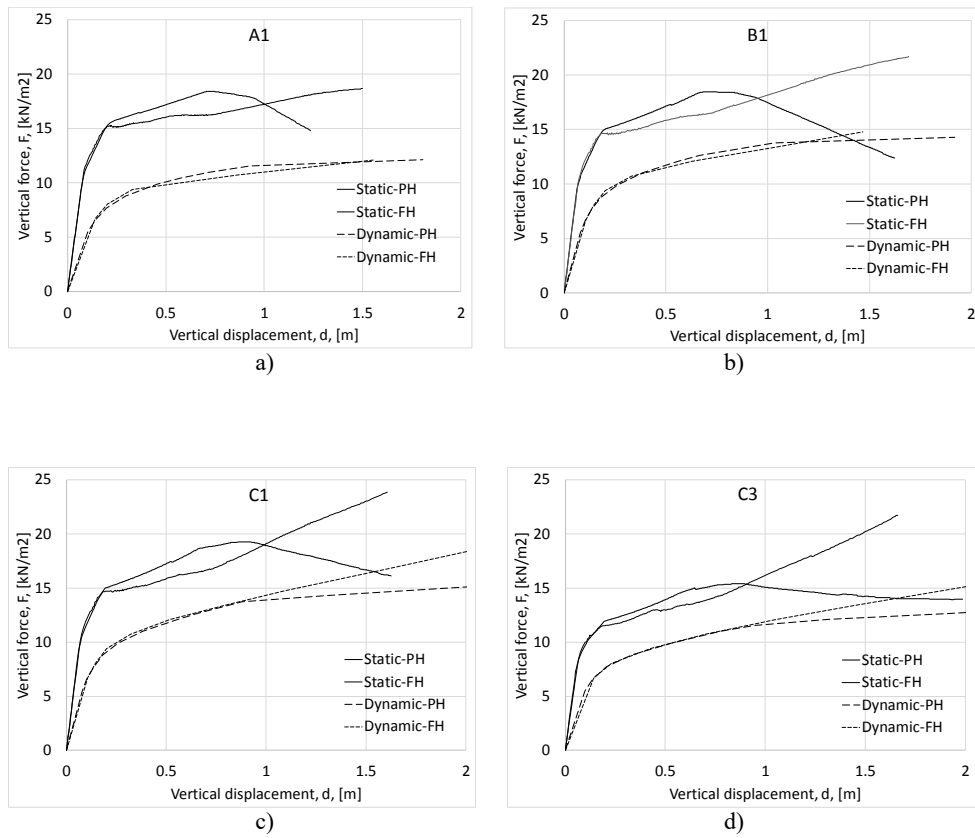 A1
Vertical force, F, [kN/m2]
25
20
15
10
5
0
Static-PH
Static-FH
Dynamic-PH
Dynamic-FH
0 0.5 1 1.5 2
Vertical displacement, d, [m]
a)
B1
Vertical force, F, [kN/m2]
25
20
15
10
5
0
Static-PH
Static-FH
Dynamic-PH
Dynamic-FH
0 0.5 1 1.5 2
Vertical displacement, d, [m]
b)
C1
Vertical force, F, [kN/m2]
25
20
15
10
5
0
Static-PH
Static-FH
Dynamic-PH
Dynamic-FH
0 0.5 1 1.5 2
Vertical displacement, d, [m]
c)
C3
Vertical force, F, [kN/m2]
25
20
15
10
5
0
Static-PH
Static-FH
Dynamic-PH
Dynamic-FH
0 0.5 1 1.5 2
Vertical displacement, d, [m]
d)